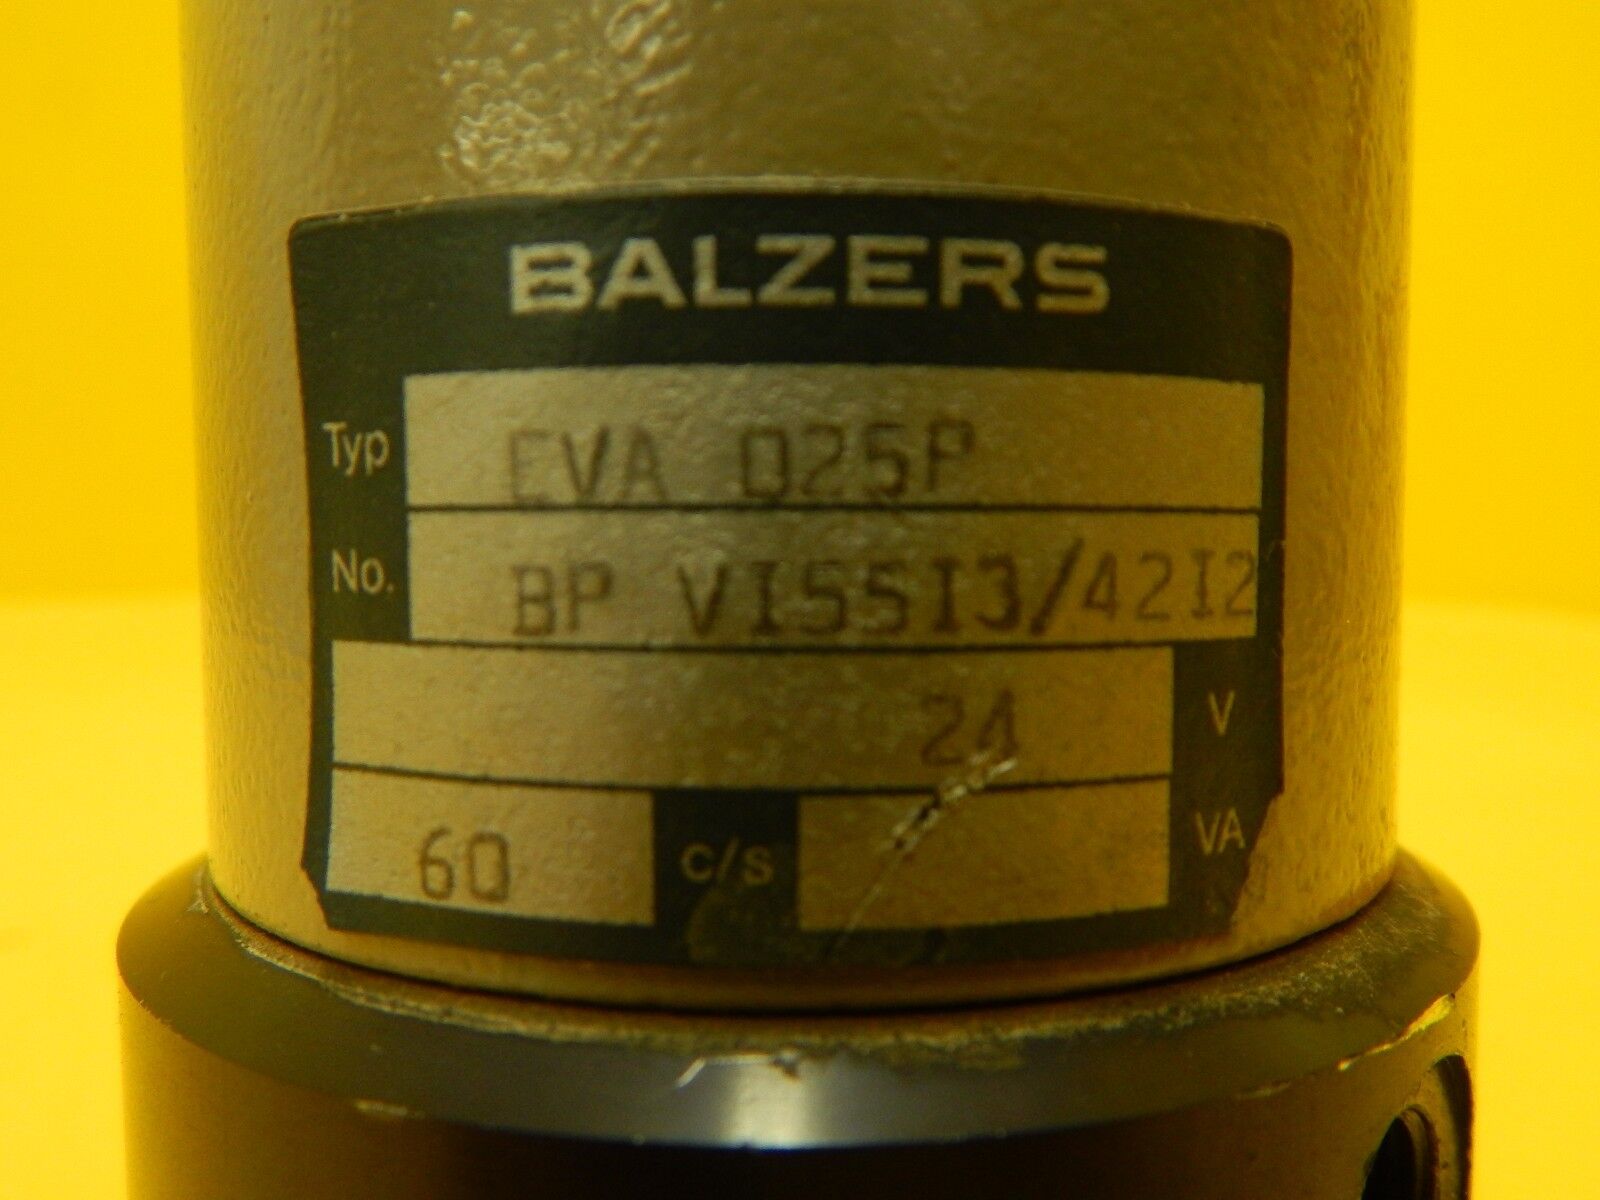 BALZERS
Typ EVA 025P
No. BP V15513/4212
24 V
60 c/s VA